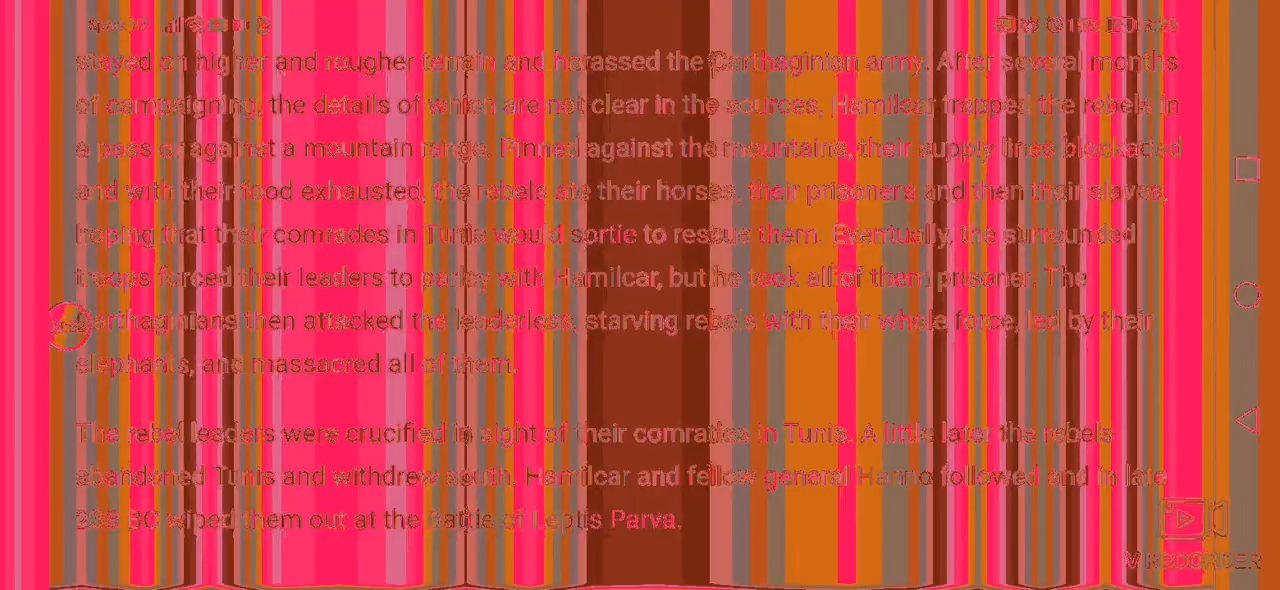 stayed on higher and rougher terrain and harassed the Carthaginian army. After several months
of campaigning, the details of which are not clear in the sources, Hamilcar trapped the rebels in
a pass or against a mountain range. Pinned against the mountains, their supply lines blockaded
and with their food exhausted, the rebels ate their horses, their prisoners and then their slaves,
hoping that their comrades in Tunis would sortie to rescue them. Eventually, the surrounded
troops forced their leaders to parley with Hamilcar, but he took all of them prisoner. The
Carthaginians then attacked the leaderless, starving rebels with their whole force, led by their
elephants, and massacred all of them.
The rebel leaders were crucified in sight of their comrades in Tunis. A little later the rebels
abandoned Tunis and withdrew south. Hamilcar and fellow general Hanno followed and in late
wiped them out at the Battle of Leptis Parva.
V RECORDER